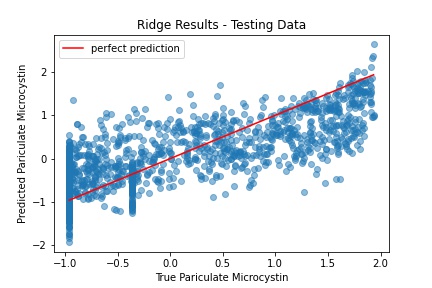 Ridge Results - Testing Data
perfect prediction
Predicted Pariculate Microcystin
2
1
0
−1
−2
−1.0 −0.5 0.0 0.5 1.0 1.5 2.0
True Pariculate Microcystin